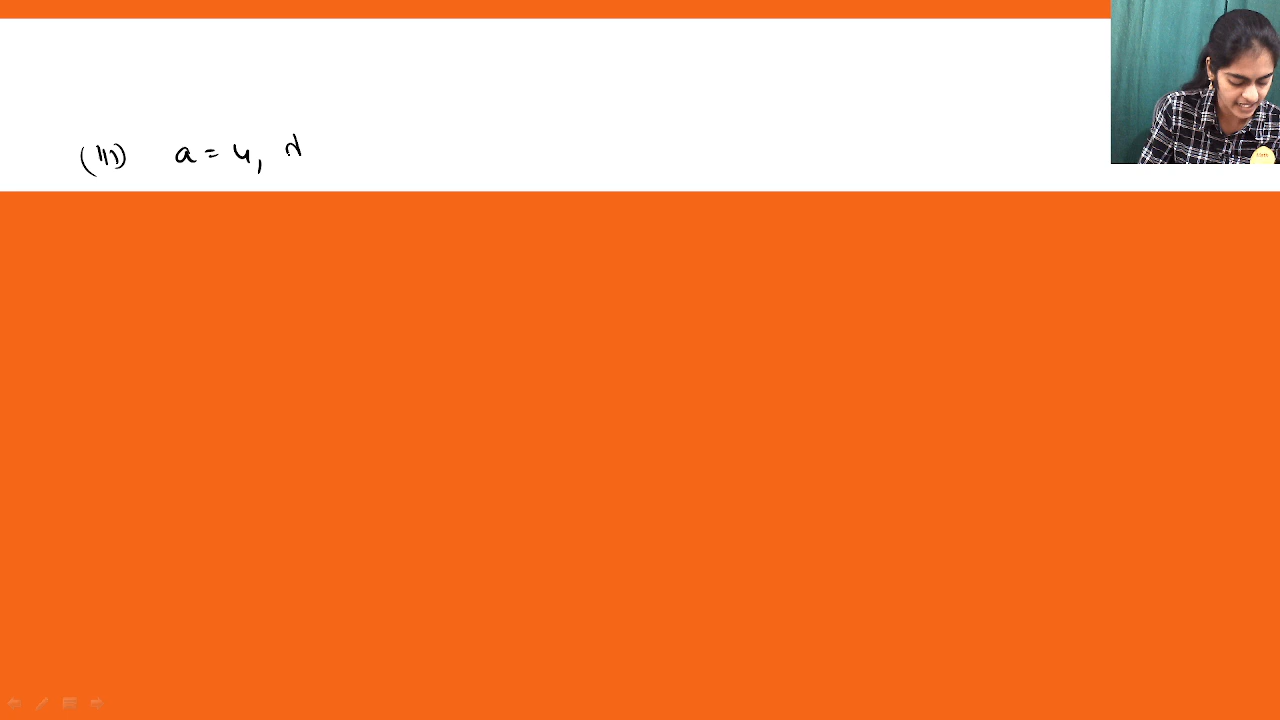 (III) a = 4, d